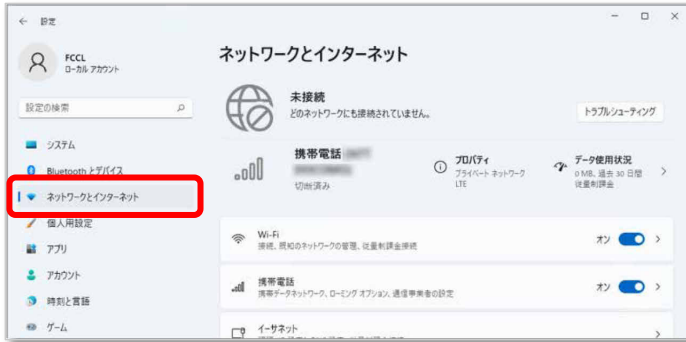 設定
FCCL
ローカル アカウント
設定の検索
システム
Bluetooth とデバイス
ネットワークとインターネット
個人用設定
アプリ
アカウント
時刻と言語
ゲーム
ネットワークとインターネット
未接続
どのネットワークにも接続されていません。
トラブルシューティング
携帯電話
切断済み
プロパティ
プライベート ネットワーク
LTE
データ使用状況
0 MB、過去 30 日間
従量制課金
Wi-Fi
接続、既知のネットワークの管理、従量制課金接続
オン
携帯電話
携帯データネットワーク、ローミング オプション、通信事業者の設定
オン
イーサネット